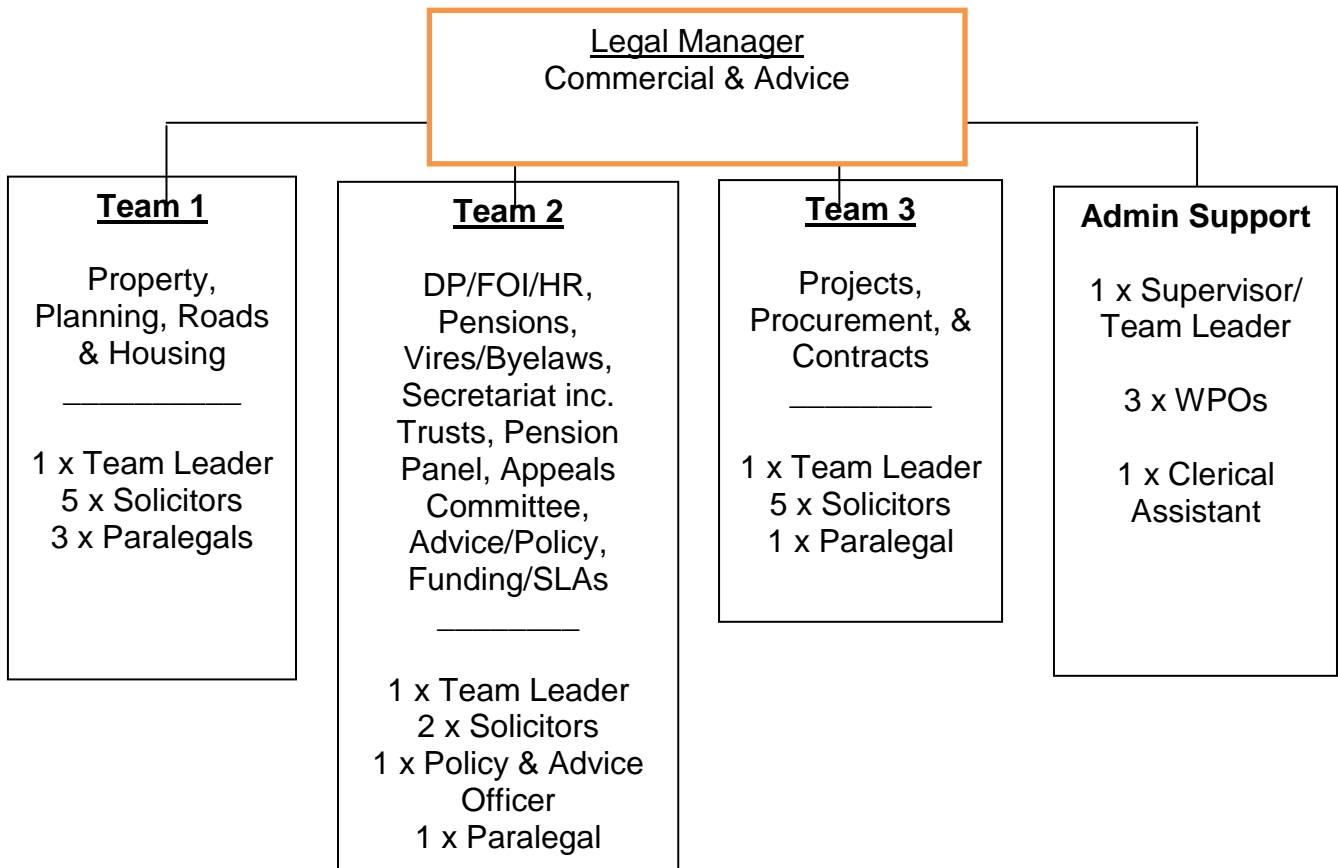 Legal Manager
Commercial & Advice
Team 1
Property,
Planning, Roads
& Housing
__________
1 x Team Leader
5 x Solicitors
3 x Paralegals
Team 2
DP/FOI/HR,
Pensions,
Vires/Byelaws,
Secretariat inc.
Trusts, Pension
Panel, Appeals
Committee,
Advice/Policy,
Funding/SLAs
________
1 x Team Leader
2 x Solicitors
1 x Policy & Advice
Officer
1 x Paralegal
Team 3
Projects,
Procurement, &
Contracts
________
1 x Team Leader
5 x Solicitors
1 x Paralegal
Admin Support
1 x Supervisor/
Team Leader
3 x WPOs
1 x Clerical
Assistant